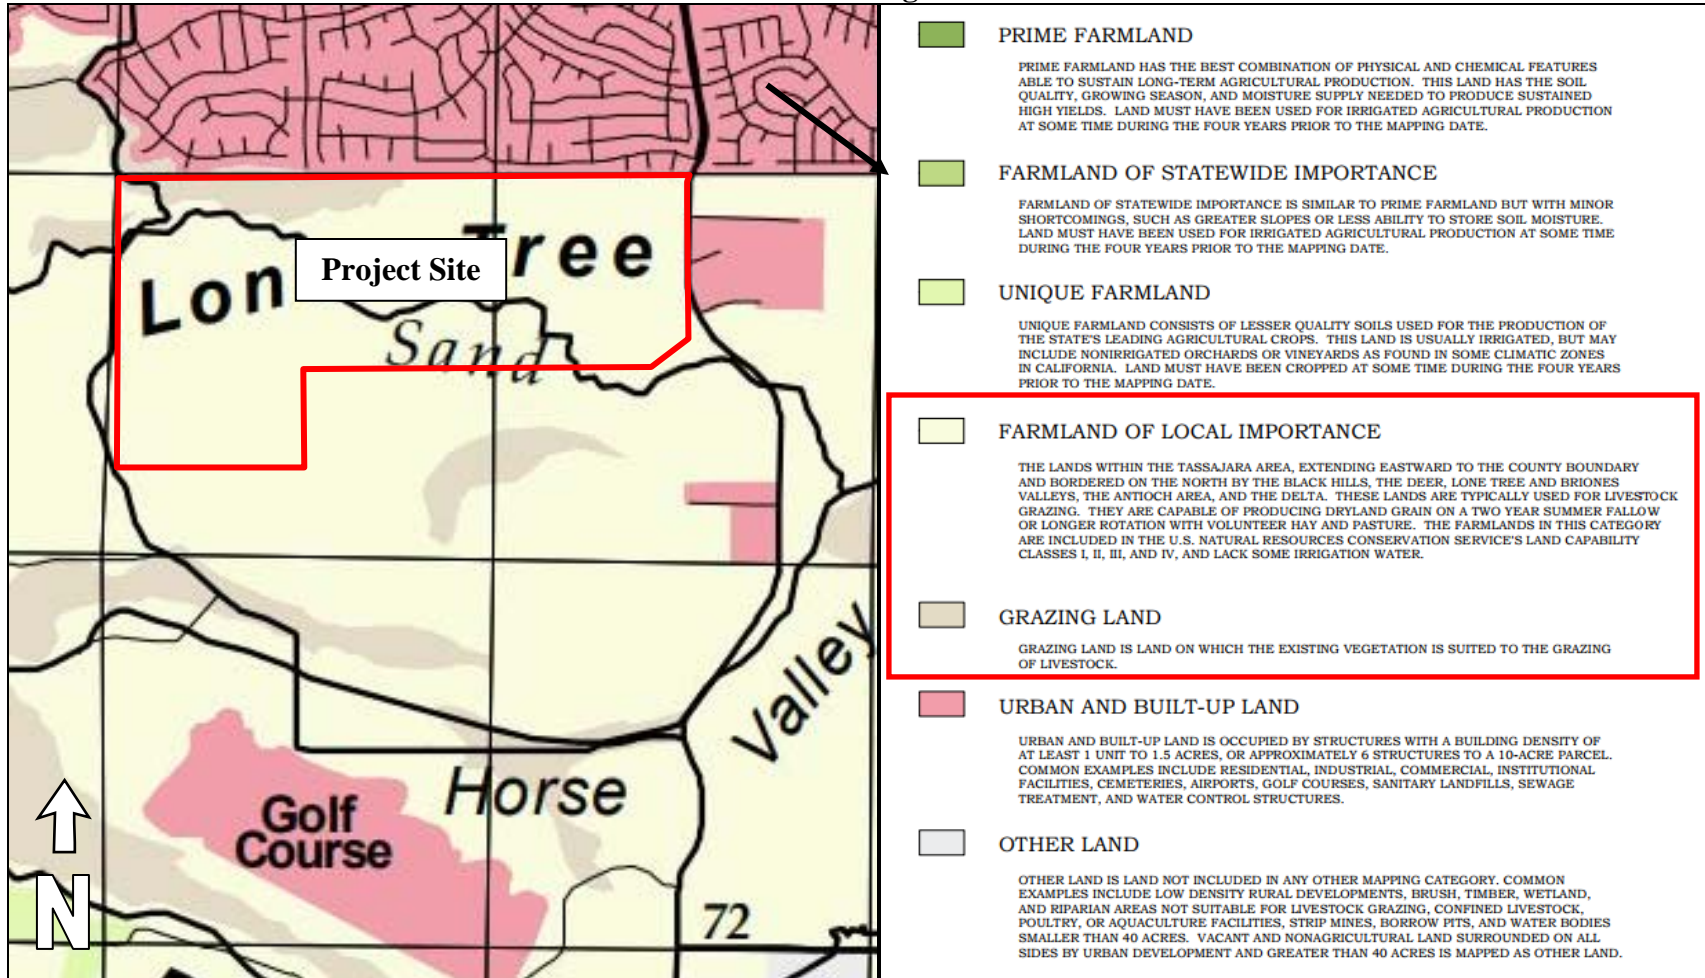 Lon
Tree
Project Site
Sand
Valley
Horse
Golf
Course
72
N
PRIME FARMLAND
PRIME FARMLAND HAS THE BEST COMBINATION OF PHYSICAL AND CHEMICAL FEATURES
ABLE TO SUSTAIN LONG-TERM AGRICULTURAL PRODUCTION. THIS LAND HAS THE SOIL
QUALITY, GROWING SEASON, AND MOISTURE SUPPLY NEEDED TO PRODUCE SUSTAINED
HIGH YIELDS. LAND MUST HAVE BEEN USED FOR IRRIGATED AGRICULTURAL PRODUCTION
AT SOME TIME DURING THE FOUR YEARS PRIOR TO THE MAPPING DATE.
FARMLAND OF STATEWIDE IMPORTANCE
FARMLAND OF STATEWIDE IMPORTANCE IS SIMILAR TO PRIME FARMLAND BUT WITH MINOR
SHORTCOMINGS, SUCH AS GREATER SLOPES OR LESS ABILITY TO STORE SOIL MOISTURE.
LAND MUST HAVE BEEN USED FOR IRRIGATED AGRICULTURAL PRODUCTION AT SOME TIME
DURING THE FOUR YEARS PRIOR TO THE MAPPING DATE.
UNIQUE FARMLAND
UNIQUE FARMLAND CONSISTS OF LESSER QUALITY SOILS USED FOR THE PRODUCTION OF
THE STATE'S LEADING AGRICULTURAL CROPS. THIS LAND IS USUALLY IRRIGATED, BUT MAY
INCLUDE NONIRRIGATED ORCHARDS OR VINEYARDS AS FOUND IN SOME CLIMATIC ZONES
IN CALIFORNIA. LAND MUST HAVE BEEN CROPPED AT SOME TIME DURING THE FOUR YEARS
PRIOR TO THE MAPPING DATE.
FARMLAND OF LOCAL IMPORTANCE
THE LANDS WITHIN THE TASSAJARA AREA, EXTENDING EASTWARD TO THE COUNTY BOUNDARY
AND BORDERED ON THE NORTH BY THE BLACK HILLS, THE DEER, LONE TREE AND BRIONES
VALLEYS, THE ANTIOCH AREA, AND THE DELTA. THESE LANDS ARE TYPICALLY USED FOR LIVESTOCK
GRAZING. THEY ARE CAPABLE OF PRODUCING DRYLAND GRAIN ON A TWO YEAR SUMMER FALLOW
OR LONGER ROTATION WITH VOLUNTEER HAY AND PASTURE. THE FARMLANDS IN THIS CATEGORY
ARE INCLUDED IN THE U.S. NATURAL RESOURCES CONSERVATION SERVICE'S LAND CAPABILITY
CLASSES I, II, III, AND IV, AND LACK SOME IRRIGATION WATER.
GRAZING LAND
GRAZING LAND IS LAND ON WHICH THE EXISTING VEGETATION IS SUITED TO THE GRAZING
OF LIVESTOCK.
URBAN AND BUILT-UP LAND
URBAN AND BUILT-UP LAND IS OCCUPIED BY STRUCTURES WITH A BUILDING DENSITY OF
AT LEAST 1 UNIT TO 1.5 ACRES, OR APPROXIMATELY 6 STRUCTURES TO A 10-ACRE PARCEL.
COMMON EXAMPLES INCLUDE RESIDENTIAL, INDUSTRIAL, COMMERCIAL, INSTITUTIONAL
FACILITIES, CEMETERIES, AIRPORTS, GOLF COURSES, SANITARY LANDFILLS, SEWAGE
TREATMENT, AND WATER CONTROL STRUCTURES.
OTHER LAND
OTHER LAND IS LAND NOT INCLUDED IN ANY OTHER MAPPING CATEGORY. COMMON
EXAMPLES INCLUDE LOW DENSITY RURAL DEVELOPMENTS, BRUSH, TIMBER, WETLAND,
AND RIPARIAN AREAS NOT SUITABLE FOR LIVESTOCK GRAZING, CONFINED LIVESTOCK,
POULTRY, OR AQUACULTURE FACILITIES, STRIP MINES, BORROW PITS, AND WATER BODIES
SMALLER THAN 40 ACRES. VACANT AND NONAGRICULTURAL LAND SURROUNDED ON ALL
SIDES BY URBAN DEVELOPMENT AND GREATER THAN 40 ACRES IS MAPPED AS OTHER LAND.